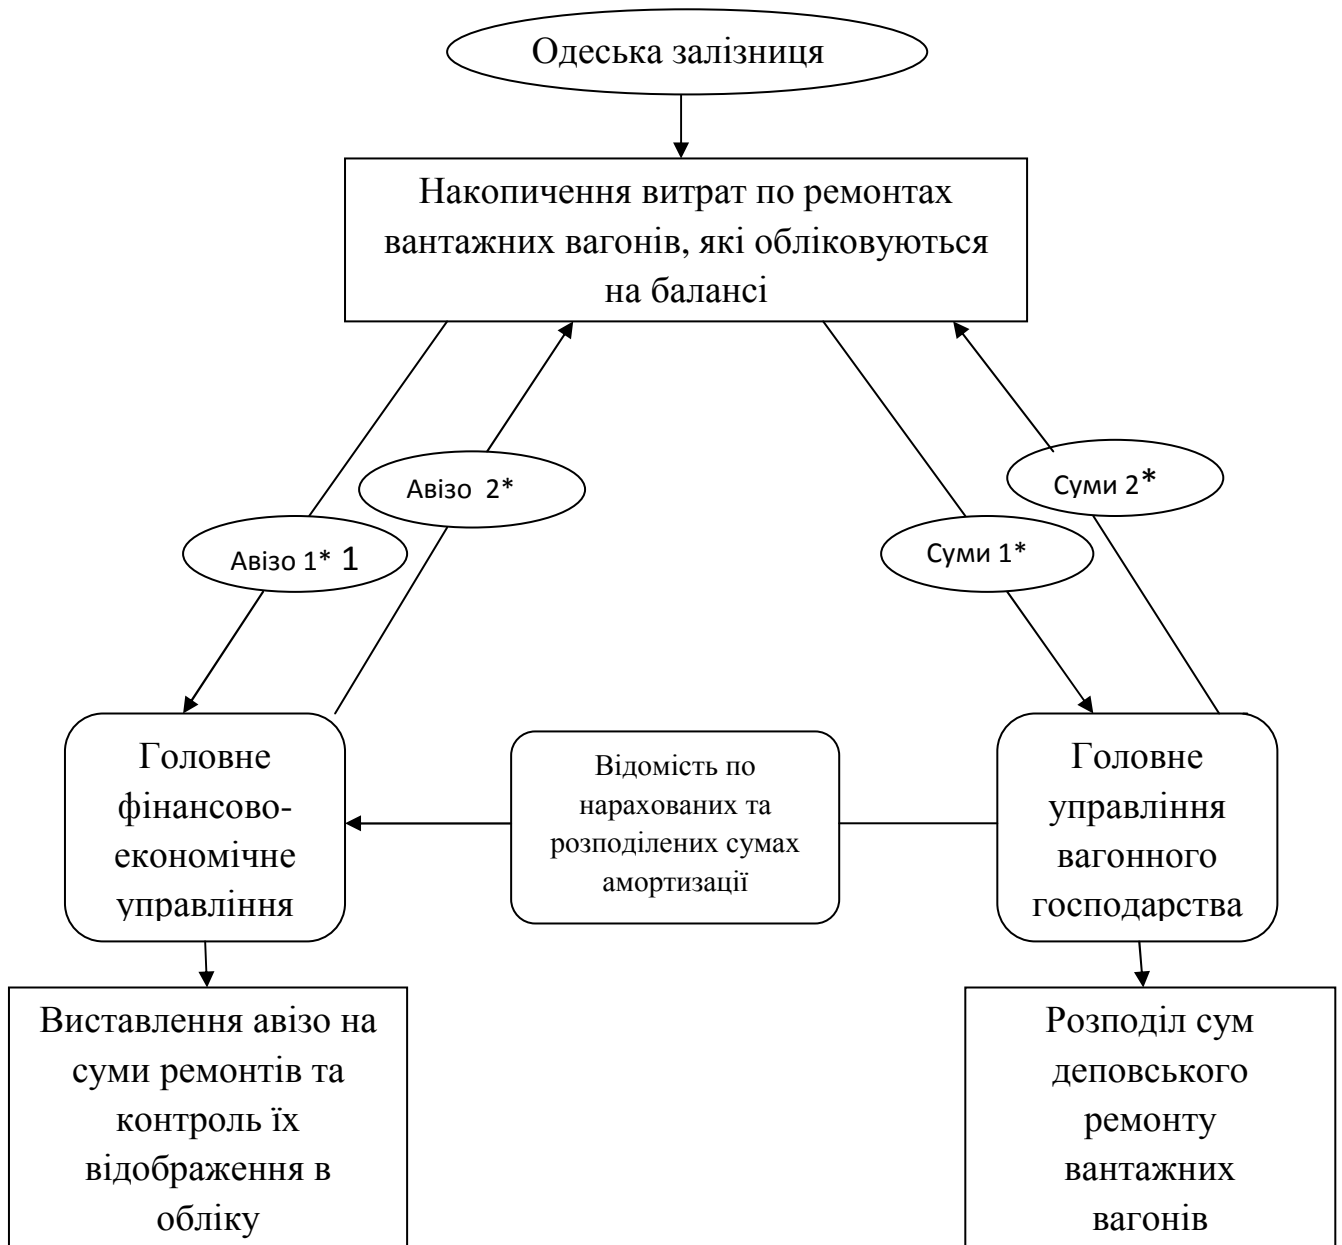 Одеська залізниця
Накопичення витрат по ремонтах
вантажних вагонів, які обліковуються
на балансі
Авізо 2*
Суми 2*
Авізо 1* 1
Суми 1*
Головне
фінансово-
економічне
управління
Відомість по
нарахованих та
розподілених сумах
амортизації
Головне
управління
вагонного
господарства
Виставлення авізо на
суми ремонтів та
контроль їх
відображення в
обліку
Розподіл сум
деповського
ремонту
вантажних
вагонів